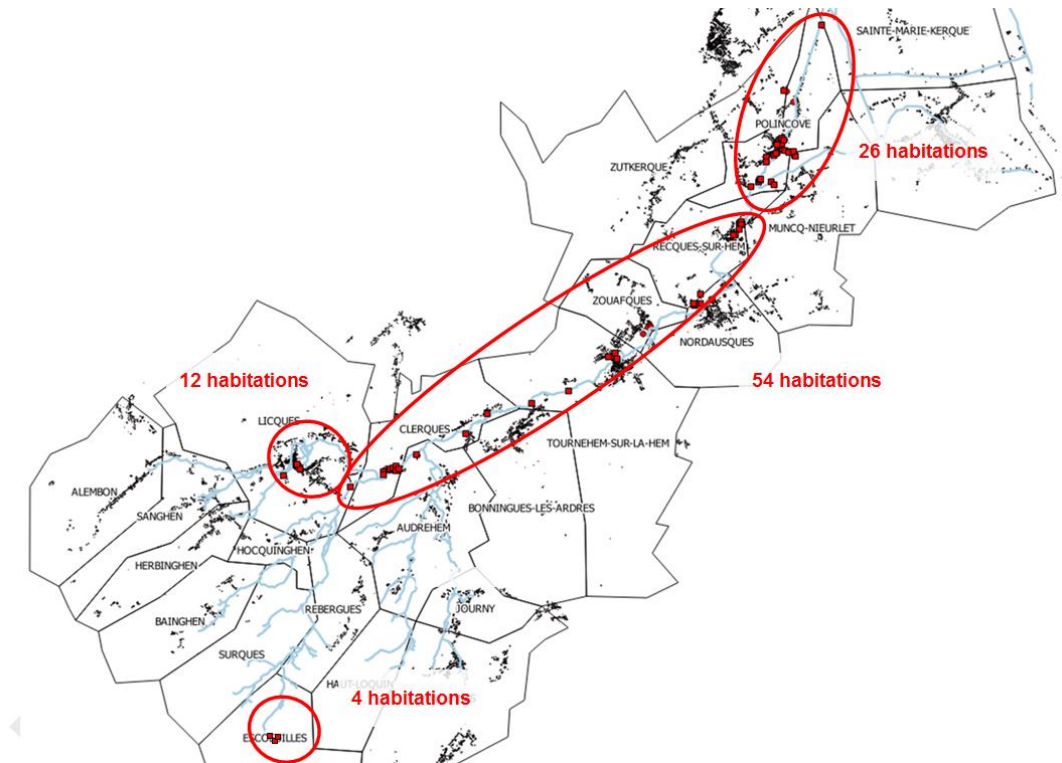 SAINTE-MARIE-KERQUE
POLINCOVE
26 habitations
ZUTKERQUE
MUNCQ-NIEURLET
RECQUES-SUR-HEM
ZOUAFQUES
NORDAUSQUES
12 habitations
54 habitations
LICQUES
CLERQUES
TOURNEHEM-SUR-LA-HEM
ALEMBON
SANGHEN
BONNINGUES-LES-ARDRES
AUDREHEM
HOCQUINGHEN
HERBINGHEN
REBERGUES
JOURNY
BAINGHEN
SURQUES
HAUT-LOQUIN
4 habitations